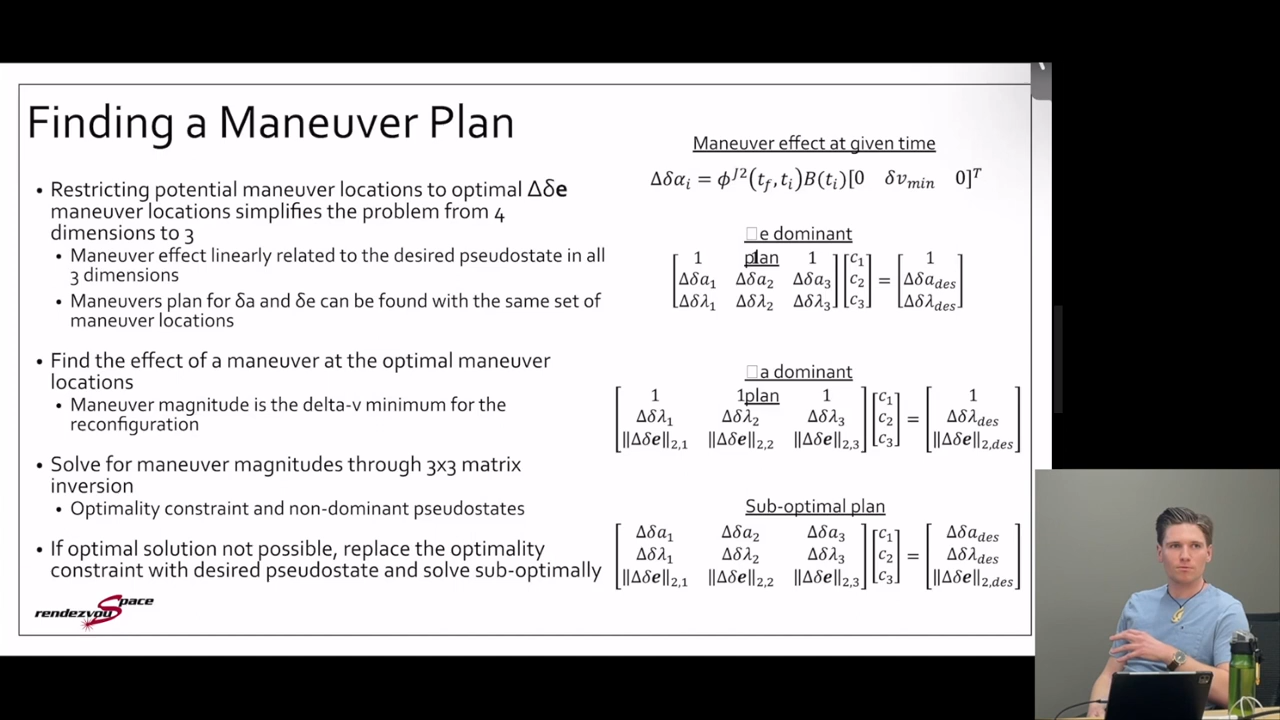 Finding a Maneuver Plan
• Restricting potential maneuver locations to optimal Δδe
maneuver locations simplifies the problem from 4
dimensions to 3
• Maneuver effect linearly related to the desired pseudostate in all
3 dimensions
• Maneuvers plan for δa and δe can be found with the same set of
maneuver locations
• Find the effect of a maneuver at the optimal maneuver
locations
• Maneuver magnitude is the delta-v minimum for the
reconfiguration
• Solve for maneuver magnitudes through 3x3 matrix
inversion
• Optimality constraint and non-dominant pseudostates
• If optimal solution not possible, replace the optimality
constraint with desired pseudostate and solve sub-optimally
rendezvouSpace
Maneuver effect at given time
Δδα_i = ϕ^{J2}(t_f, t_i)B(t_i)[0 δv_min 0]^T
□e dominant
plan
[1 1 1] [c_1] = [1]
[Δδa_1 Δδa_2 Δδa_3] [c_2] = [Δδa_des]
[Δδλ_1 Δδλ_2 Δδλ_3] [c_3] = [Δδλ_des]
□a dominant
plan
[1 1 1] [c_1] = [1]
[Δδλ_1 Δδλ_2 Δδλ_3] [c_2] = [Δδλ_des]
[‖Δδe‖_2,1 ‖Δδe‖_2,2 ‖Δδe‖_2,3] [c_3] = [‖Δδe‖_2,des]
Sub-optimal plan
[Δδa_1 Δδa_2 Δδa_3] [c_1] = [Δδa_des]
[Δδλ_1 Δδλ_2 Δδλ_3] [c_2] = [Δδλ_des]
[‖Δδe‖_2,1 ‖Δδe‖_2,2 ‖Δδe‖_2,3] [c_3] = [‖Δδe‖_2,des]